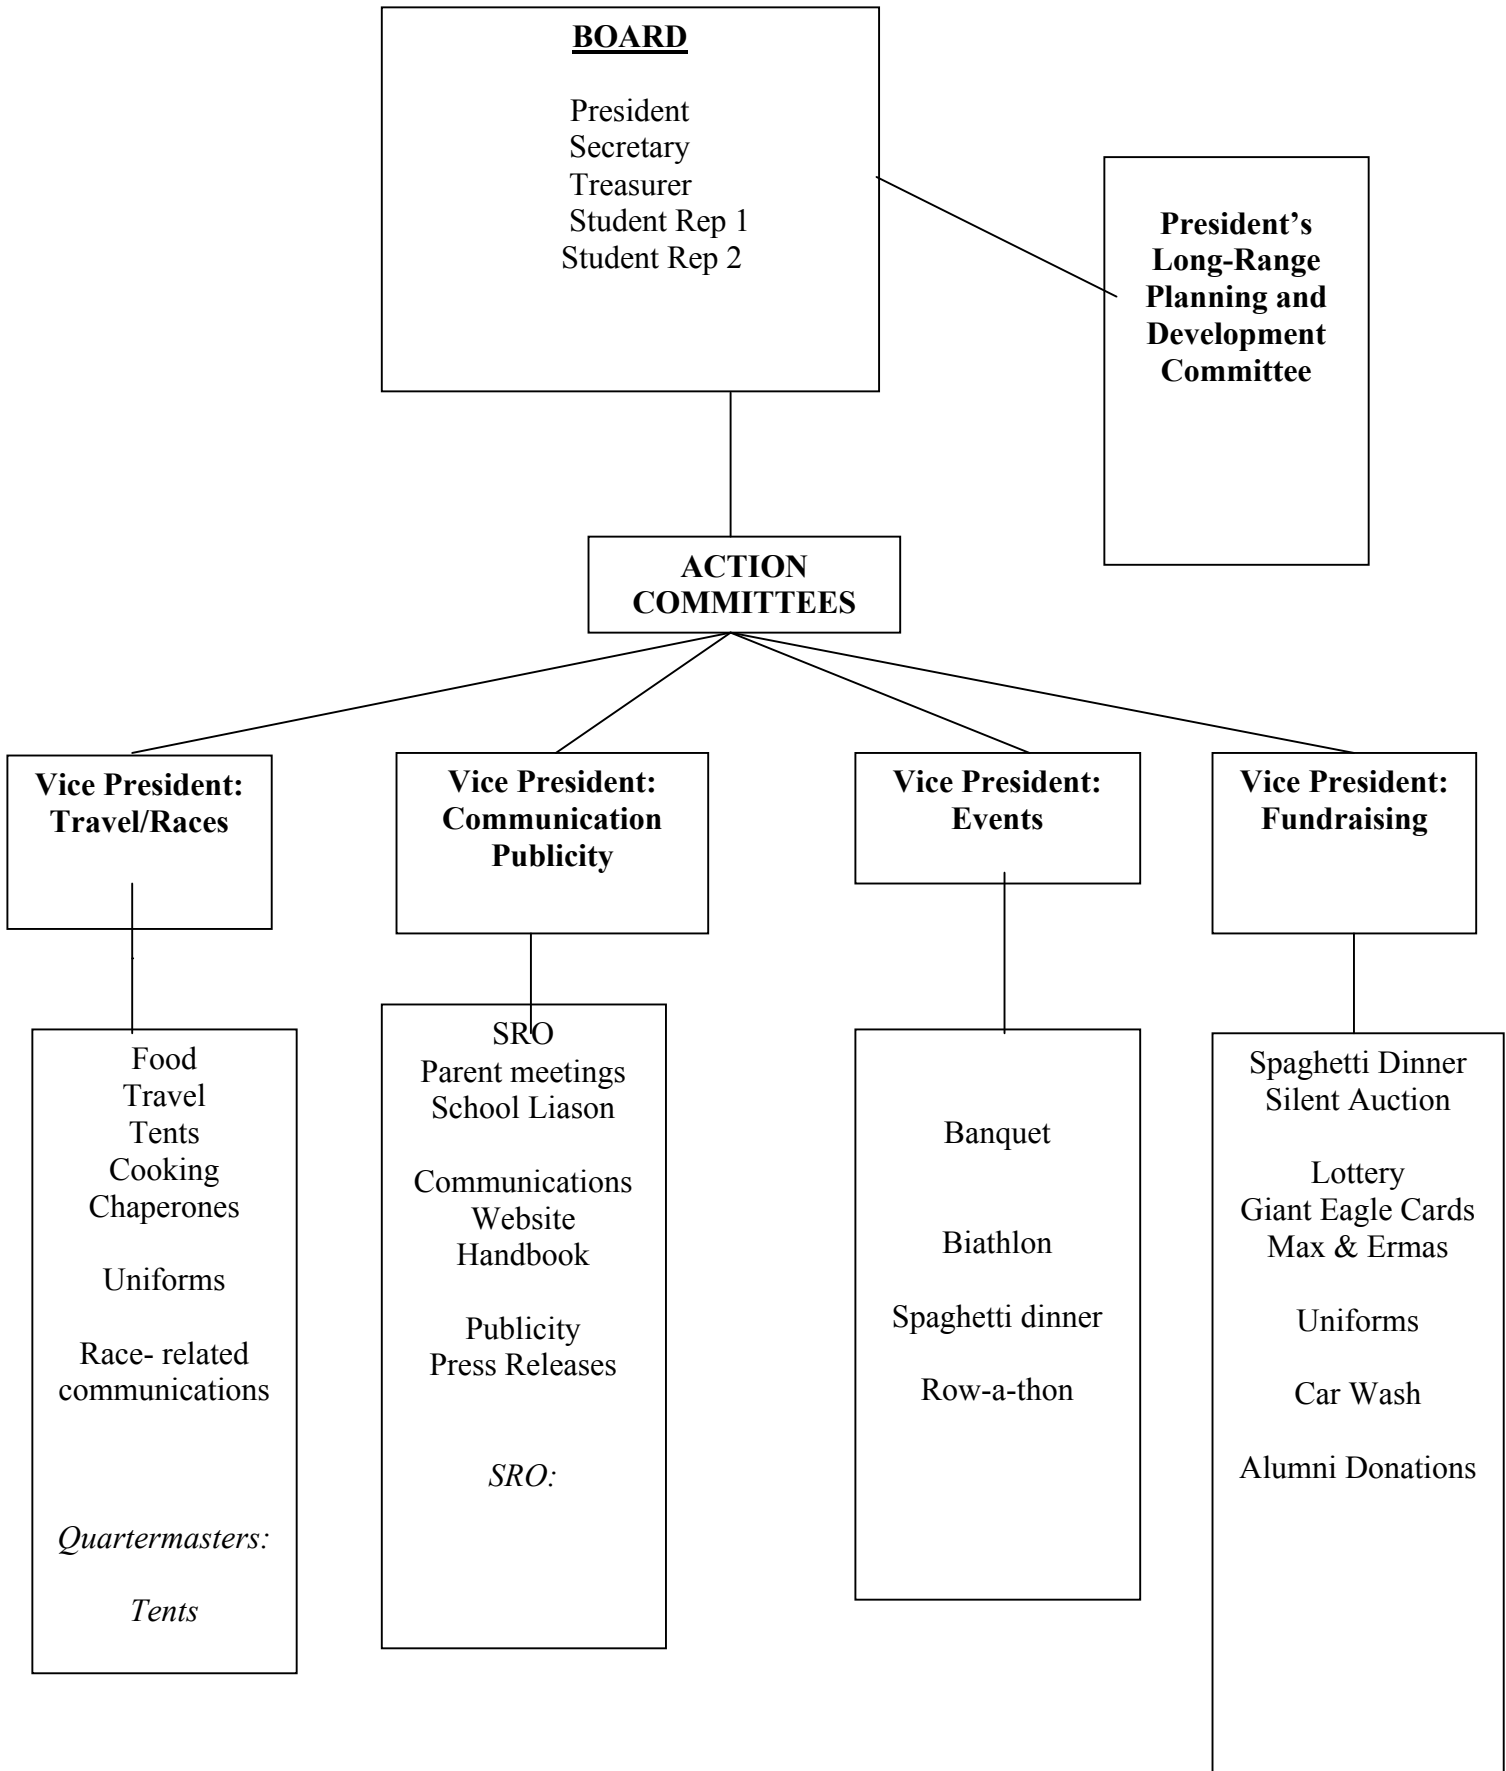 BOARD
President
Secretary
Treasurer
Student Rep 1
Student Rep 2
President’s
Long-Range
Planning and
Development
Committee
ACTION
COMMITTEES
Vice President:
Travel/Races
Vice President:
Communication
Publicity
Vice President:
Events
Vice President:
Fundraising
Food
Travel
Tents
Cooking
Chaperones
Uniforms
Race- related
communications
Quartermasters:
Tents
SRO
Parent meetings
School Liason
Communications
Website
Handbook
Publicity
Press Releases
SRO:
Banquet
Biathlon
Spaghetti dinner
Row-a-thon
Spaghetti Dinner
Silent Auction
Lottery
Giant Eagle Cards
Max & Ermas
Uniforms
Car Wash
Alumni Donations